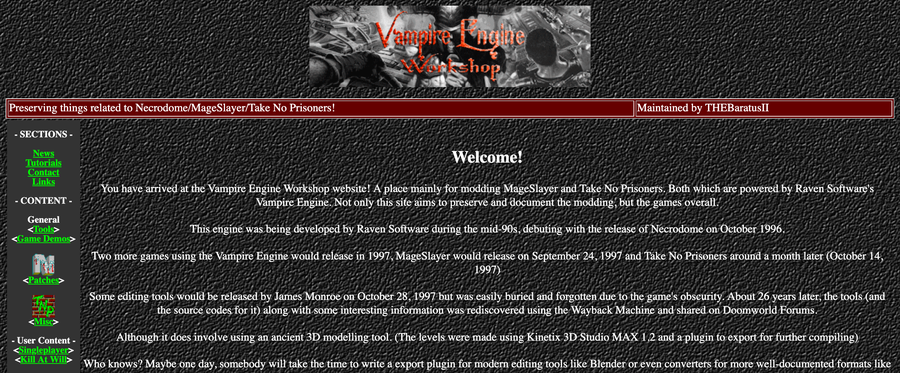 Vampire Engine
Workshop
Preserving things related to Necrodome/MageSlayer/Take No Prisoners!
Maintained by THEBaratusII
- SECTIONS -
News
Tutorials
Contact
Links
- CONTENT -
General
<Tools>
<Game Demos>
<Patches>
TNP
<Misc>
- User Content -
<Singleplayer>
<Kill At Will>
Welcome!
You have arrived at the Vampire Engine Workshop website! A place mainly for modding MageSlayer and Take No Prisoners. Both which are powered by Raven Software's
Vampire Engine. Not only this site aims to preserve and document the modding, but the games overall.
This engine was being developed by Raven Software during the mid-90s, debuting with the release of Necrodome on October 1996.
Two more games using the Vampire Engine would release in 1997, MageSlayer would release on September 24, 1997 and Take No Prisoners around a month later (October 14,
1997)
Some editing tools would be released by James Monroe on October 28, 1997 but was easily buried and forgotten due to the game's obscurity. About 26 years later, the tools (and
the source codes for it) along with some interesting information was rediscovered using the Wayback Machine and shared on Doomworld Forums.
Although it does involve using an ancient 3D modelling tool. (The levels were made using Kinetix 3D Studio MAX 1.2 and a plugin to export for further compiling)
Who knows? Maybe one day, somebody will take the time to write a export plugin for modern editing tools like Blender or even converters for more well-documented formats like